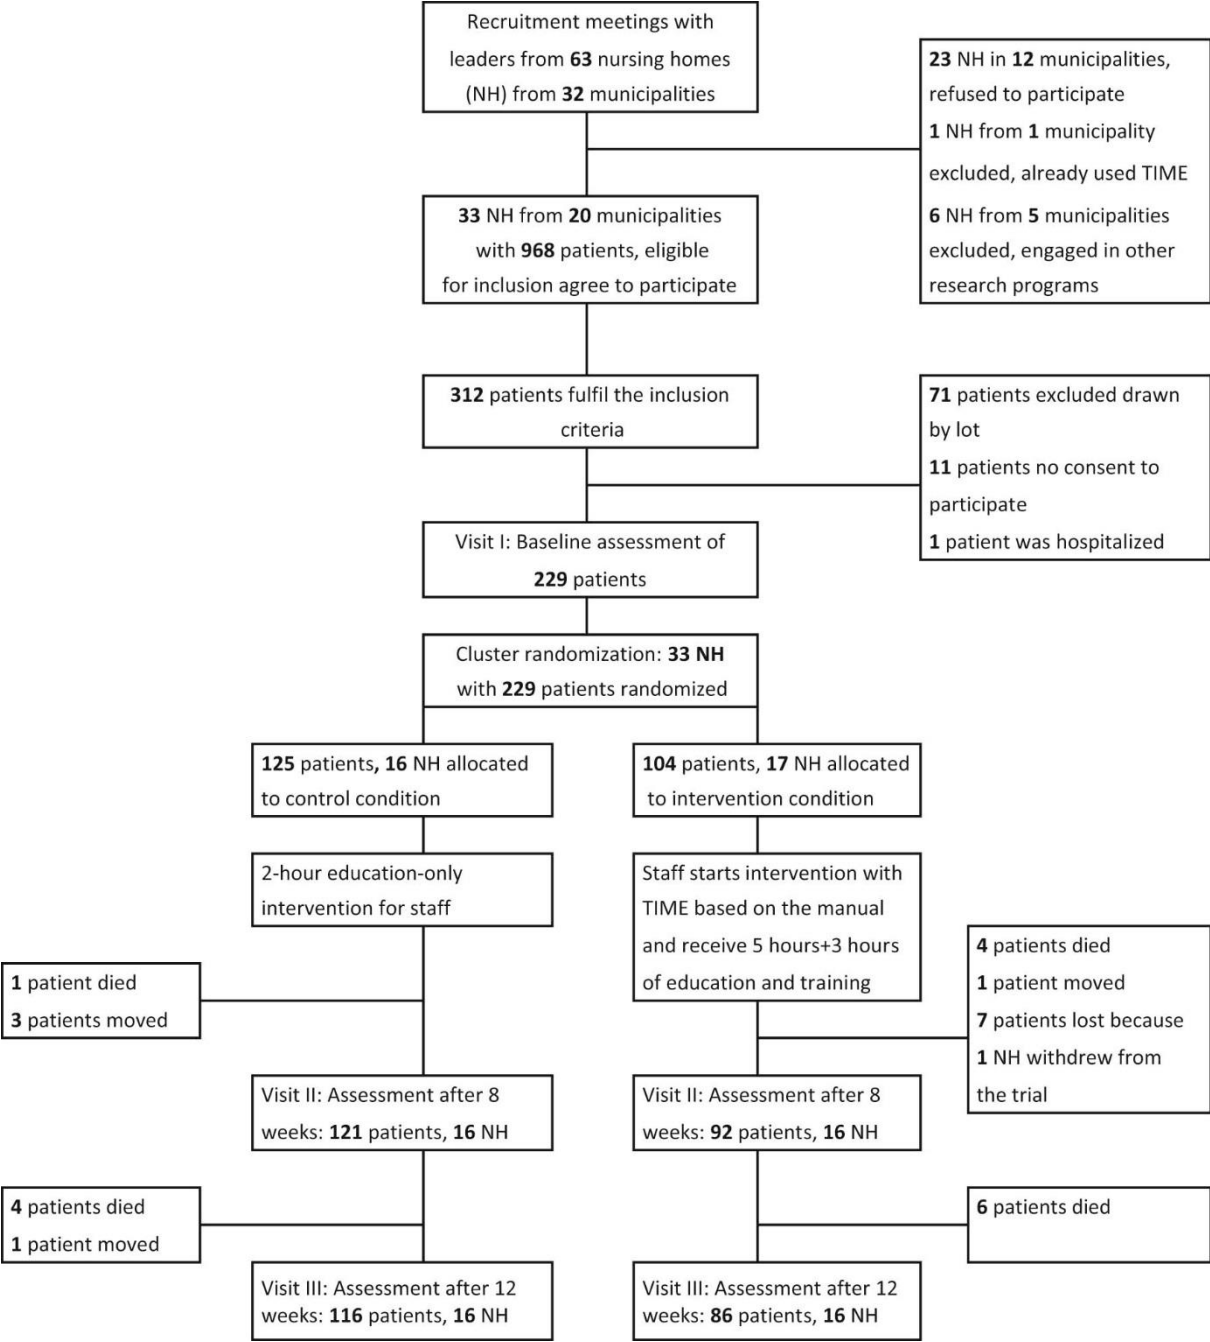 Recruitment meetings with
leaders from 63 nursing homes
(NH) from 32 municipalities
23 NH in 12 municipalities,
refused to participate
1 NH from 1 municipality
excluded, already used TIME
6 NH from 5 municipalities
excluded, engaged in other
research programs
33 NH from 20 municipalities
with 968 patients, eligible
for inclusion agree to participate
312 patients fulfil the inclusion
criteria
71 patients excluded drawn
by lot
11 patients no consent to
participate
1 patient was hospitalized
Visit I: Baseline assessment of
229 patients
Cluster randomization: 33 NH
with 229 patients randomized
125 patients, 16 NH allocated
to control condition
104 patients, 17 NH allocated
to intervention condition
2-hour education-only
intervention for staff
Staff starts intervention with
TIME based on the manual
and receive 5 hours+3 hours
of education and training
1 patient died
3 patients moved
4 patients died
1 patient moved
7 patients lost because
1 NH withdrew from
the trial
Visit II: Assessment after 8
weeks: 121 patients, 16 NH
Visit II: Assessment after 8
weeks: 92 patients, 16 NH
4 patients died
1 patient moved
6 patients died
Visit III: Assessment after 12
weeks: 116 patients, 16 NH
Visit III: Assessment after 12
weeks: 86 patients, 16 NH